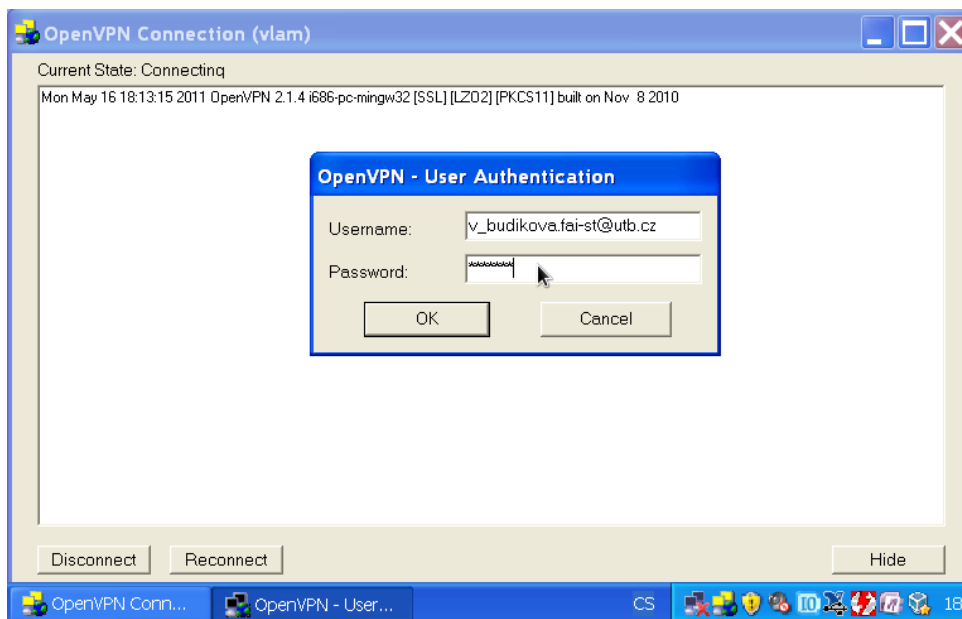 OpenVPN Connection (vlam)
Current State: Connecting
Mon May 16 18:13:15 2011 OpenVPN 2.1.4 i686-pc-mingw32 [SSL] [LZO2] [PKCS11] built on Nov 8 2010
OpenVPN - User Authentication
Username: v_budikova.fai-st@utb.cz
Password: ********
OK Cancel
Disconnect Reconnect Hide
OpenVPN Conn... OpenVPN - User... CS 18